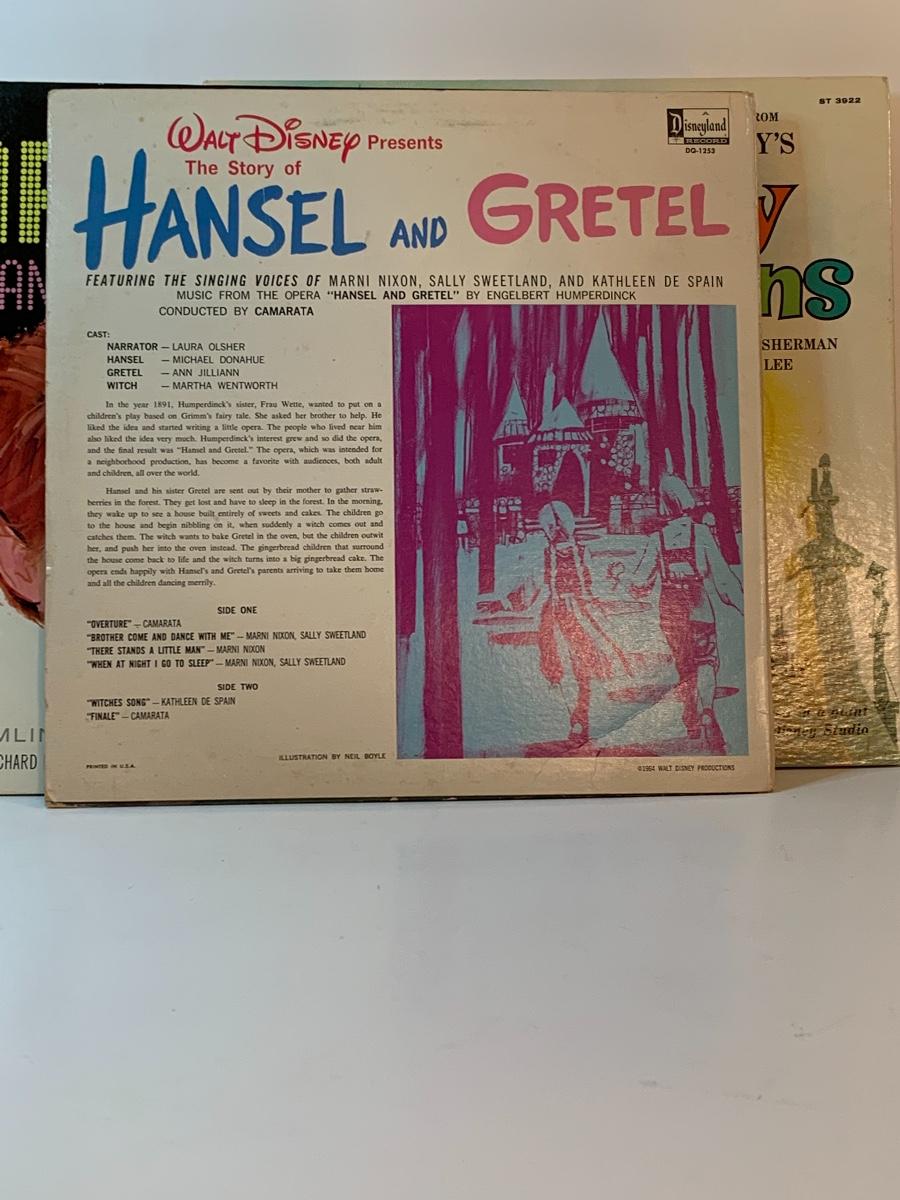 WALT DISNEY Presents
The Story of
HANSEL AND GRETEL
Disneyland
RECORD
DQ-1253
FEATURING THE SINGING VOICES OF MARNI NIXON, SALLY SWEETLAND, AND KATHLEEN DE SPAIN
MUSIC FROM THE OPERA "HANSEL AND GRETEL" BY ENGELBERT HUMPERDINCK
CONDUCTED BY CAMARATA
CAST:
NARRATOR — LAURA OLSHER
HANSEL — MICHAEL DONAHUE
GRETEL — ANN JILLIANN
WITCH — MARTHA WENTWORTH
In the year 1891, Humperdinck's sister, Frau Wette, wanted to put on a
children's play based on Grimm's fairy tale. She asked her brother to help. He
liked the idea and started writing a little opera. The people who lived near him
also liked the idea very much. Humperdinck's interest grew and so did the opera,
and the final result was "Hansel and Gretel." The opera, which was intended for
a neighborhood production, has become a favorite with audiences, both adult
and children, all over the world.
Hansel and his sister Gretel are sent out by their mother to gather straw-
berries in the forest. They get lost and have to sleep in the forest. In the morning,
they wake up to see a house built entirely of sweets and cakes. The children go
to the house and begin nibbling on it, when suddenly a witch comes out and
catches them. The witch wants to bake Gretel in the oven, but the children outwit
her, and push her into the oven instead. The gingerbread children that surround
the house come back to life and the witch turns into a big gingerbread cake. The
opera ends happily with Hansel's and Gretel's parents arriving to take them home
and all the children dancing merrily.
SIDE ONE
"OVERTURE" — CAMARATA
"BROTHER COME AND DANCE WITH ME" — MARNI NIXON, SALLY SWEETLAND
"THERE STANDS A LITTLE MAN" — MARNI NIXON
"WHEN AT NIGHT I GO TO SLEEP" — MARNI NIXON, SALLY SWEETLAND
SIDE TWO
"WITCHES SONG" — KATHLEEN DE SPAIN
"FINALE" — CAMARATA
PRINTED IN U.S.A.
ILLUSTRATION BY NEIL BOYLE
©1964 WALT DISNEY PRODUCTIONS
AN
MLIN
CHARD
ST 3922
ROM
Y'S
y
ns
SHERMAN
LEE
in a giant
Disney Studio